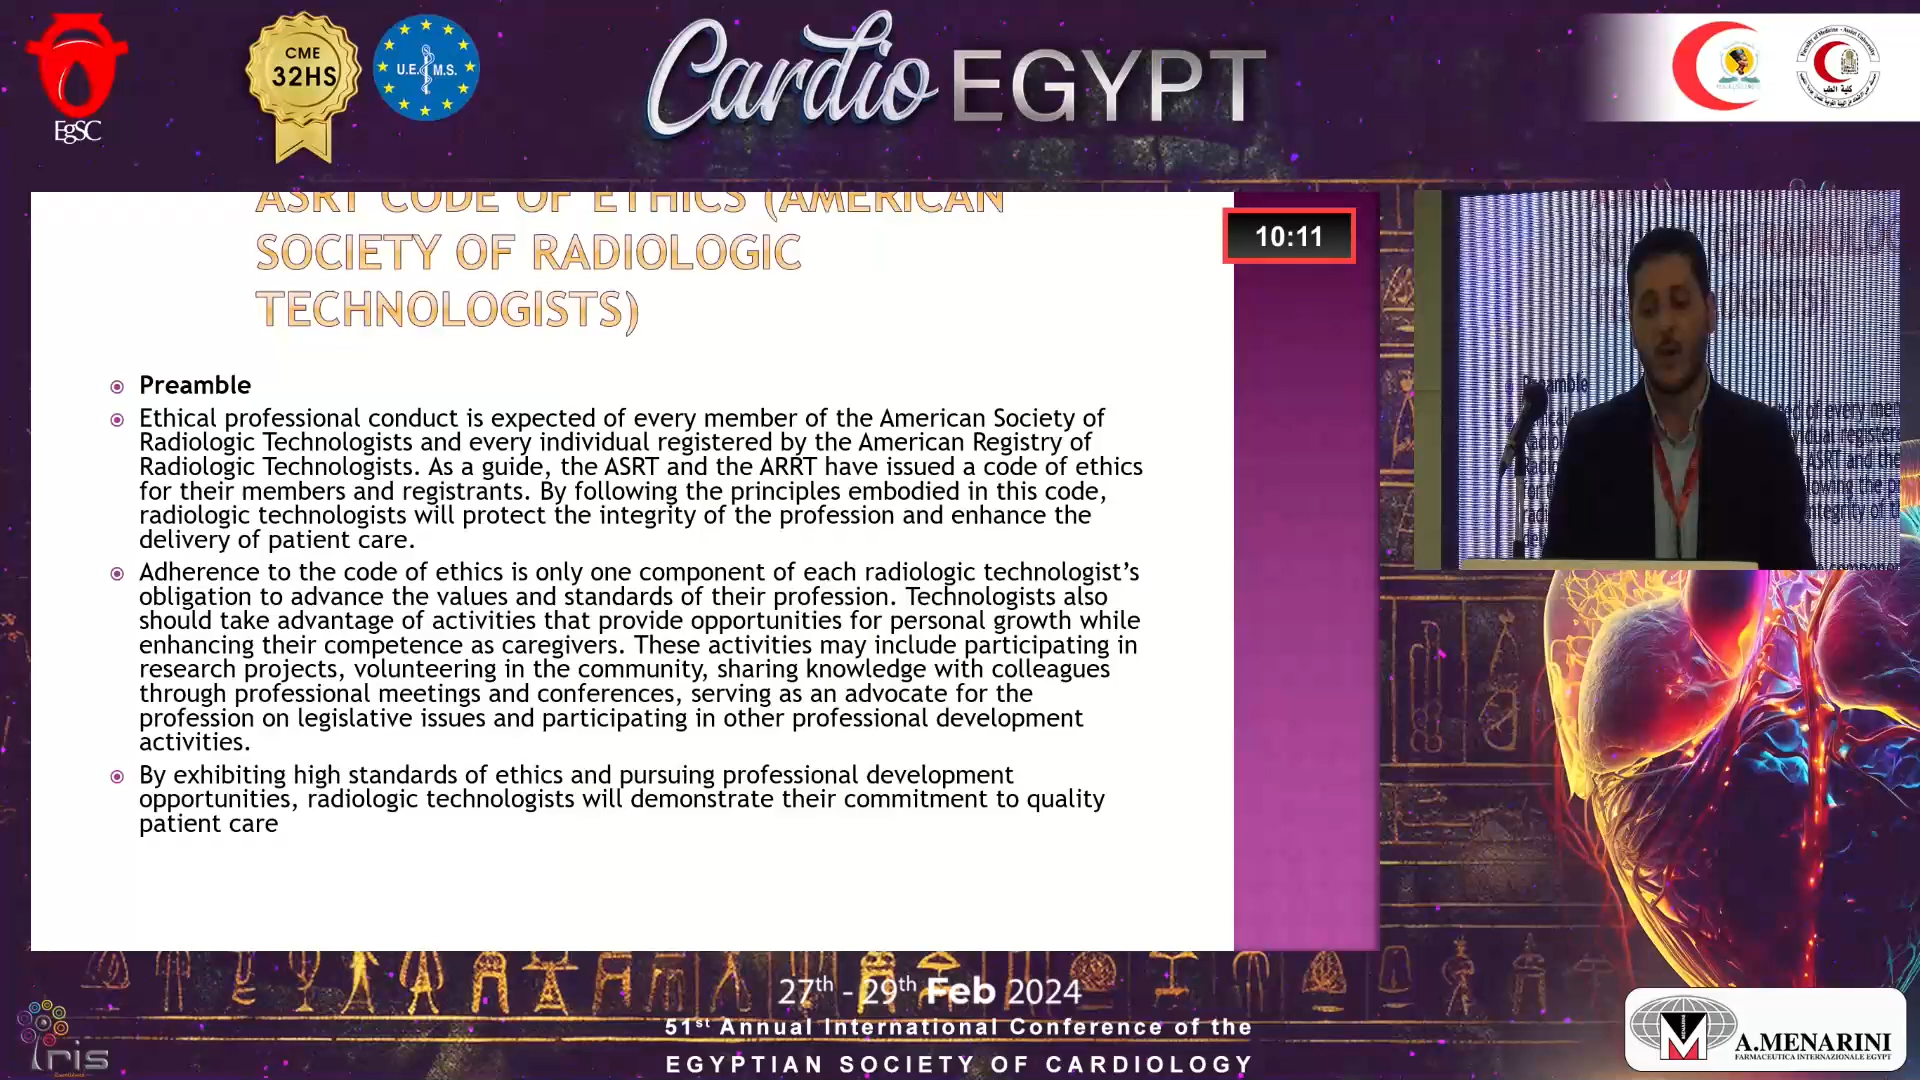 EgSC
CME
32HS
U.E.M.S.
Cardio EGYPT
كلية الطب
ASRT CODE OF ETHICS (AMERICAN
SOCIETY OF RADIOLOGIC
TECHNOLOGISTS)
10:11
Preamble
Ethical professional conduct is expected of every member of the American Society of
Radiologic Technologists and every individual registered by the American Registry of
Radiologic Technologists. As a guide, the ASRT and the ARRT have issued a code of ethics
for their members and registrants. By following the principles embodied in this code,
radiologic technologists will protect the integrity of the profession and enhance the
delivery of patient care.
Adherence to the code of ethics is only one component of each radiologic technologist’s
obligation to advance the values and standards of their profession. Technologists also
should take advantage of activities that provide opportunities for personal growth while
enhancing their competence as caregivers. These activities may include participating in
research projects, volunteering in the community, sharing knowledge with colleagues
through professional meetings and conferences, serving as an advocate for the
profession on legislative issues and participating in other professional development
activities.
By exhibiting high standards of ethics and pursuing professional development
opportunities, radiologic technologists will demonstrate their commitment to quality
patient care
27th - 29th Feb 2024
51st Annual International Conference of the
EGYPTIAN SOCIETY OF CARDIOLOGY
Iris
A.MENARINI
FARMACEUTICA INTERNAZIONALE EGYPT